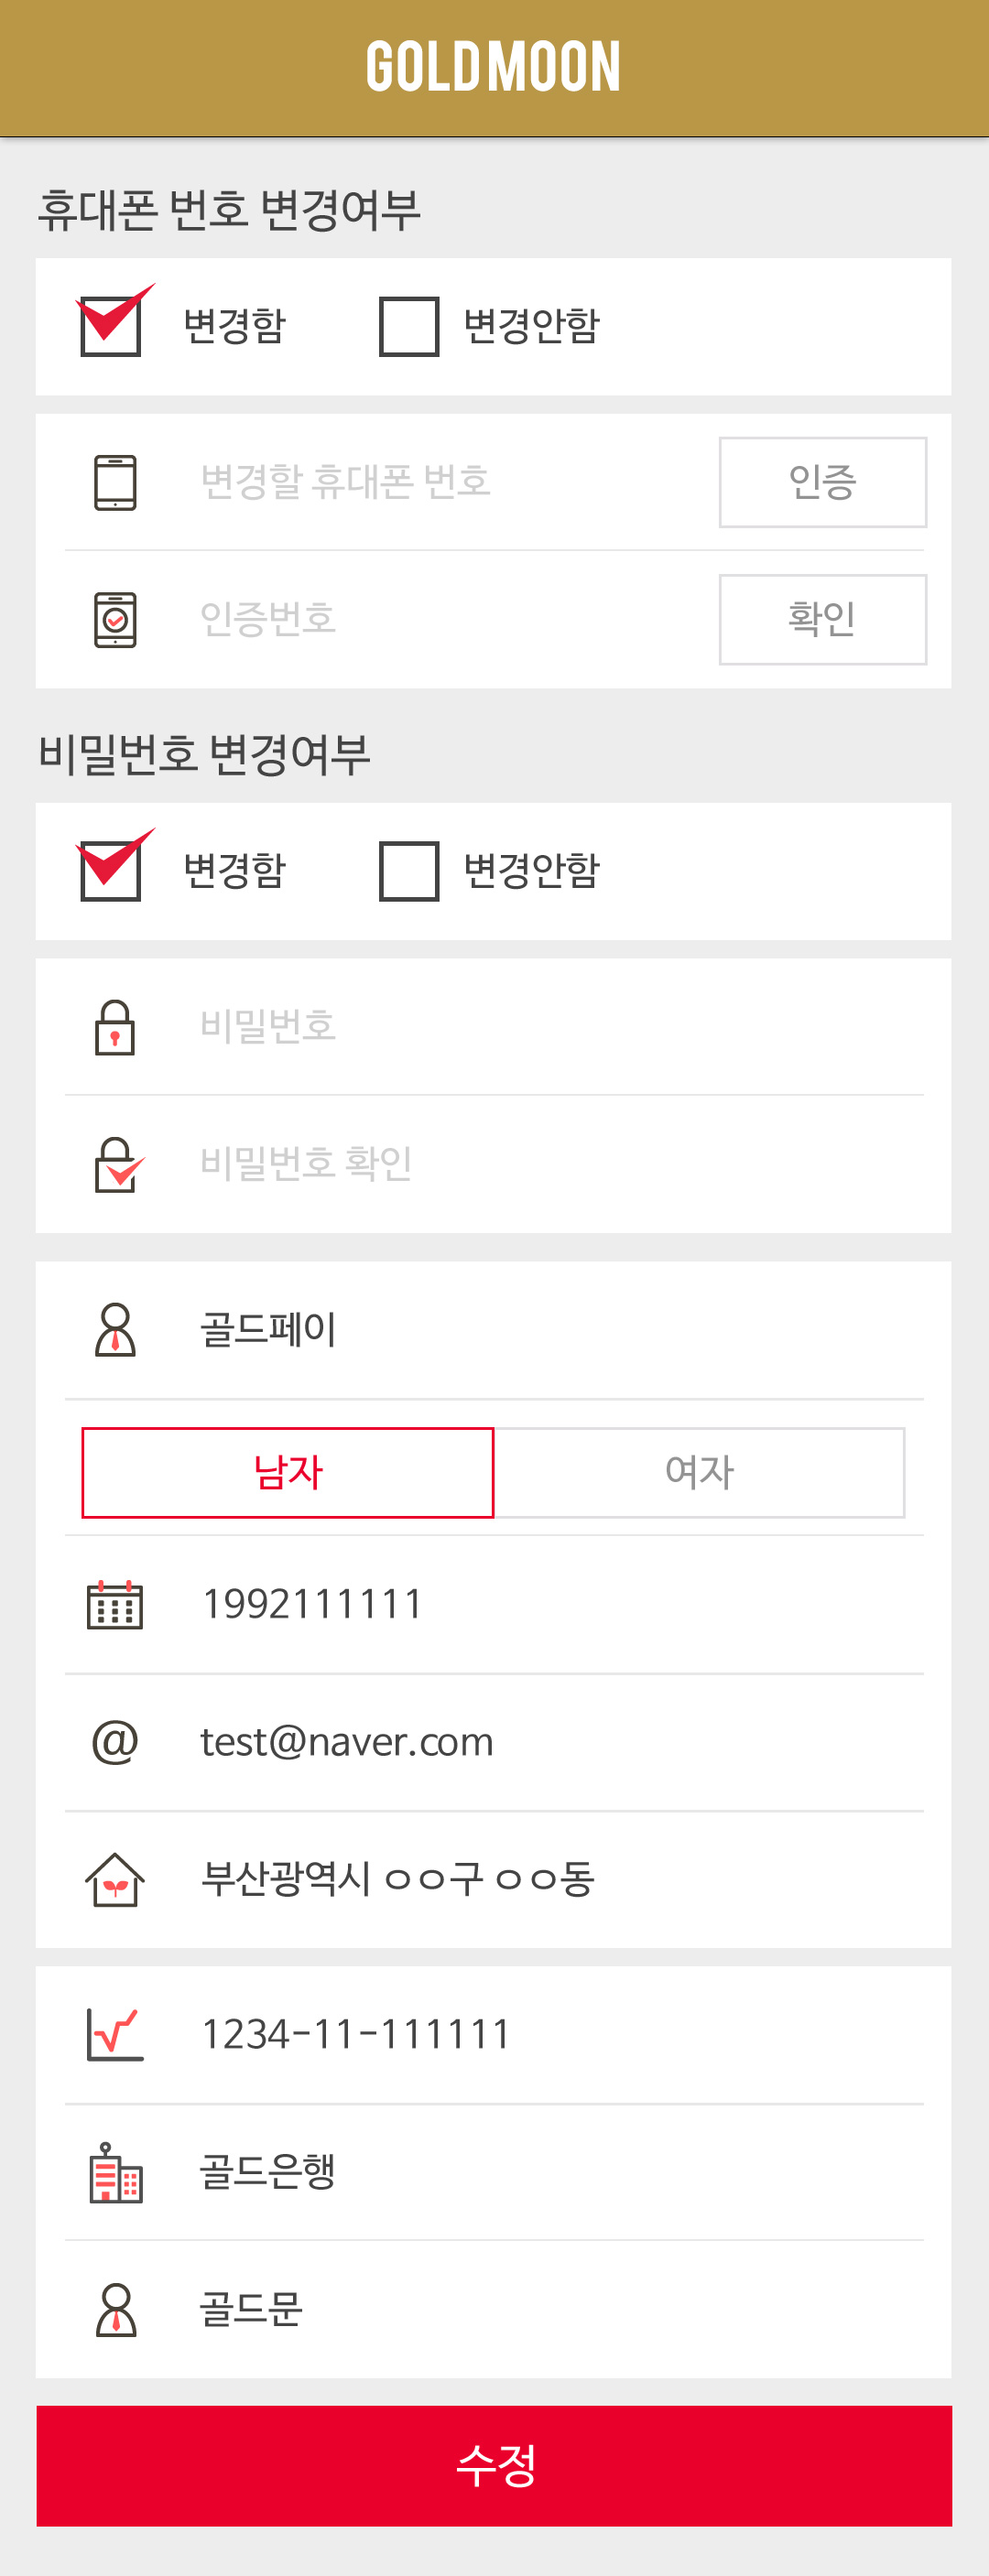 GOLDMOON
휴대폰 번호 변경여부
변경함 변경안함
변경할 휴대폰 번호 인증
인증번호 확인
비밀번호 변경여부
변경함 변경안함
비밀번호
비밀번호 확인
골드페이
남자 여자
1992111111
@ test@naver.com
부산광역시 ㅇㅇ구 ㅇㅇ동
1234-11-111111
골드은행
골드문
수정